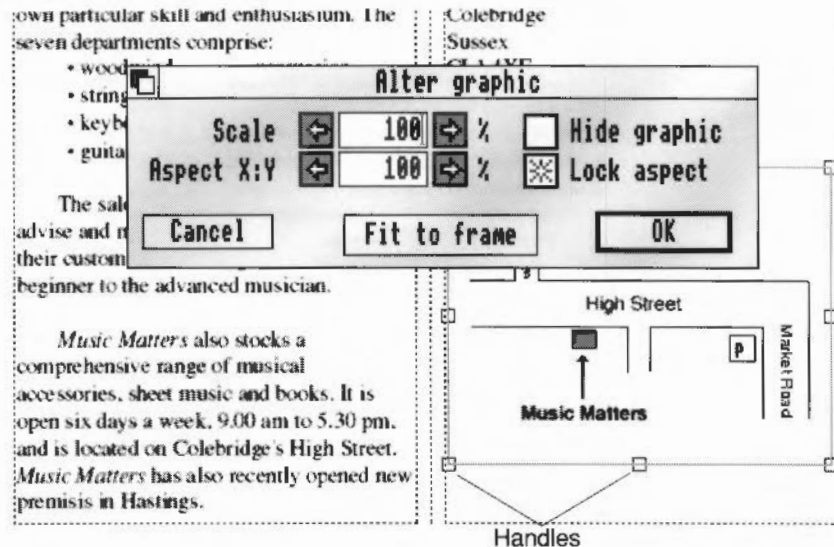 own particular skill and enthusiasm. The
seven departments comprise:
• woodwind
• string
• keyb
• guita
The sale
advise and
their custom
beginner to the advanced musician.
Music Matters also stocks a
comprehensive range of musical
accessories, sheet music and books. It is
open six days a week, 9.00 am to 5.30 pm,
and is located on Colebridge's High Street.
Music Matters has also recently opened new
premisis in Hastings.
Colebridge
Sussex
Alter graphic
Scale 100 % Hide graphic
Aspect X:Y 100 % Lock aspect
Cancel Fit to frame OK
High Street
P
Market Road
Music Matters
Handles